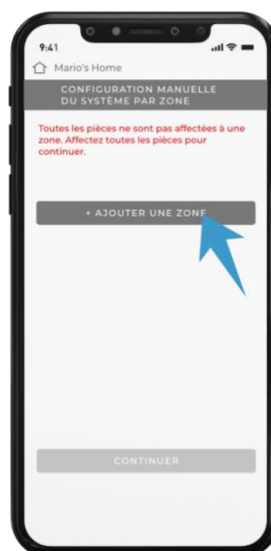 9:41
Mario's Home
CONFIGURATION MANUELLE
DU SYSTÈME PAR ZONE
Toutes les pièces ne sont pas affectées à une
zone. Affectez toutes les pièces pour
continuer.
+ AJOUTER UNE ZONE
CONTINUER